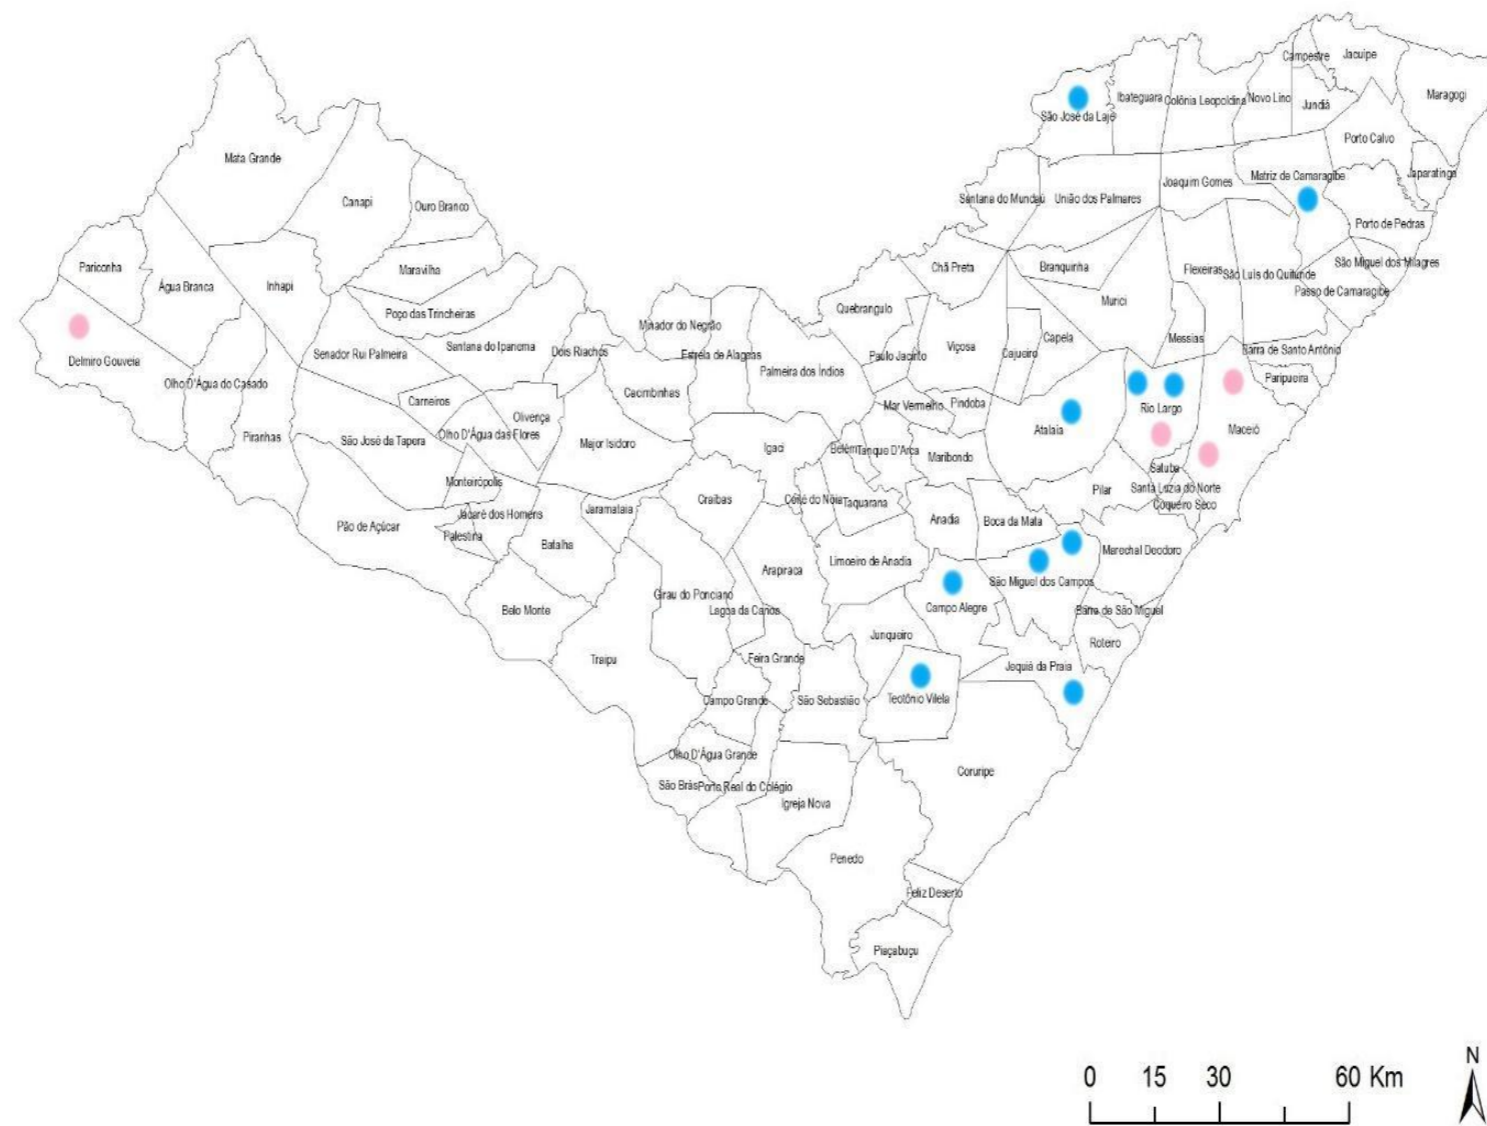 Campestre
Jacuipe
Ibateguara
Colônia Leopoldina
Novo Lino
Jundiá
Maragogi
São José da Laje
Porto Calvo
Mata Grande
Matriz de Camaragibe
Japaratinga
Joaquim Gomes
Canapi
Ouro Branco
Santana do Mundaú
União dos Palmares
Porto de Pedras
Pariconha
Água Branca
Inhapi
Maravilha
Chã Preta
Branquinha
Flexeiras
São Luís do Quitunde
São Miguel dos Milagres
Passo de Camaragibe
Murici
Poço das Trincheiras
Quebrangulo
Minador do Negrão
Messias
Capela
Delmiro Gouveia
Senador Rui Palmeira
Santana do Ipanema
Dois Riachos
Estrela de Alagoas
Palmeira dos Índios
Paulo Jacinto
Viçosa
Cajueiro
Barra de Santo Antônio
Paripueira
Olho D'Água do Casado
Carneiros
Cacimbinhas
Mar Vermelho
Pindoba
Rio Largo
Olivença
Atalaia
Maceió
Piranhas
São José da Tapera
Olho D'Água das Flores
Major Isidoro
Igaci
Belém
Tanque D'Arca
Maribondo
Satuba
Monteirópolis
Pilar
Santa Luzia do Norte
Coqueiro Seco
Craíbas
Coité do Nóia
Taquarana
Jaramataia
Jacaré dos Homens
Pão de Açúcar
Palestina
Batalha
Anadia
Boca da Mata
Marechal Deodoro
Arapiraca
Limoeiro de Anadia
São Miguel dos Campos
Girau do Ponciano
Lagoa da Canoa
Belo Monte
Campo Alegre
Barra de São Miguel
Junqueiro
Roteiro
Traipu
Feira Grande
Jequiá da Praia
Campo Grande
São Sebastião
Teotônio Vilela
Olho D'Água Grande
Coruripe
São Brás
Porto Real do Colégio
Igreja Nova
Penedo
Feliz Deserto
Piaçabuçu
N
0 15 30 60 Km